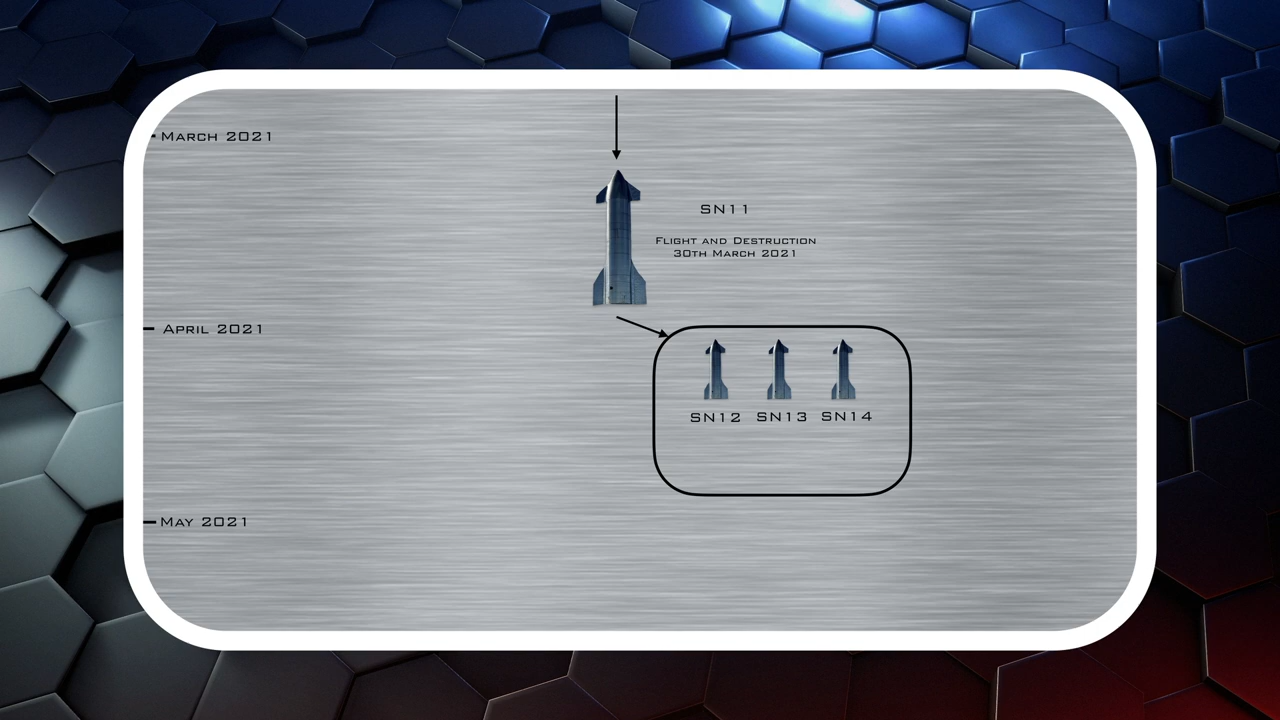 March 2021
SN11
Flight and Destruction
30th March 2021
April 2021
SN12 SN13 SN14
May 2021